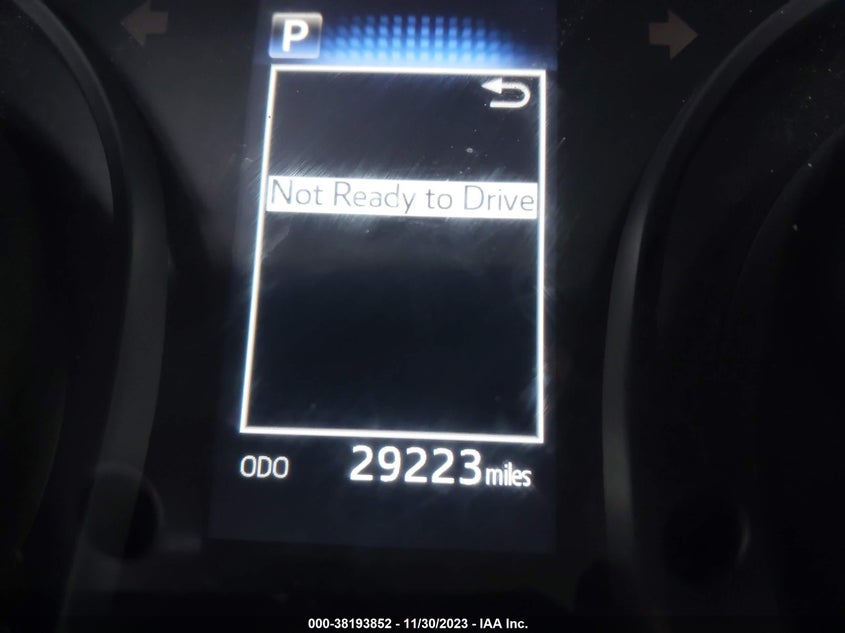 P
Not Ready to Drive
ODO 29223 miles
000-38193852 - 11/30/2023 - IAA Inc.